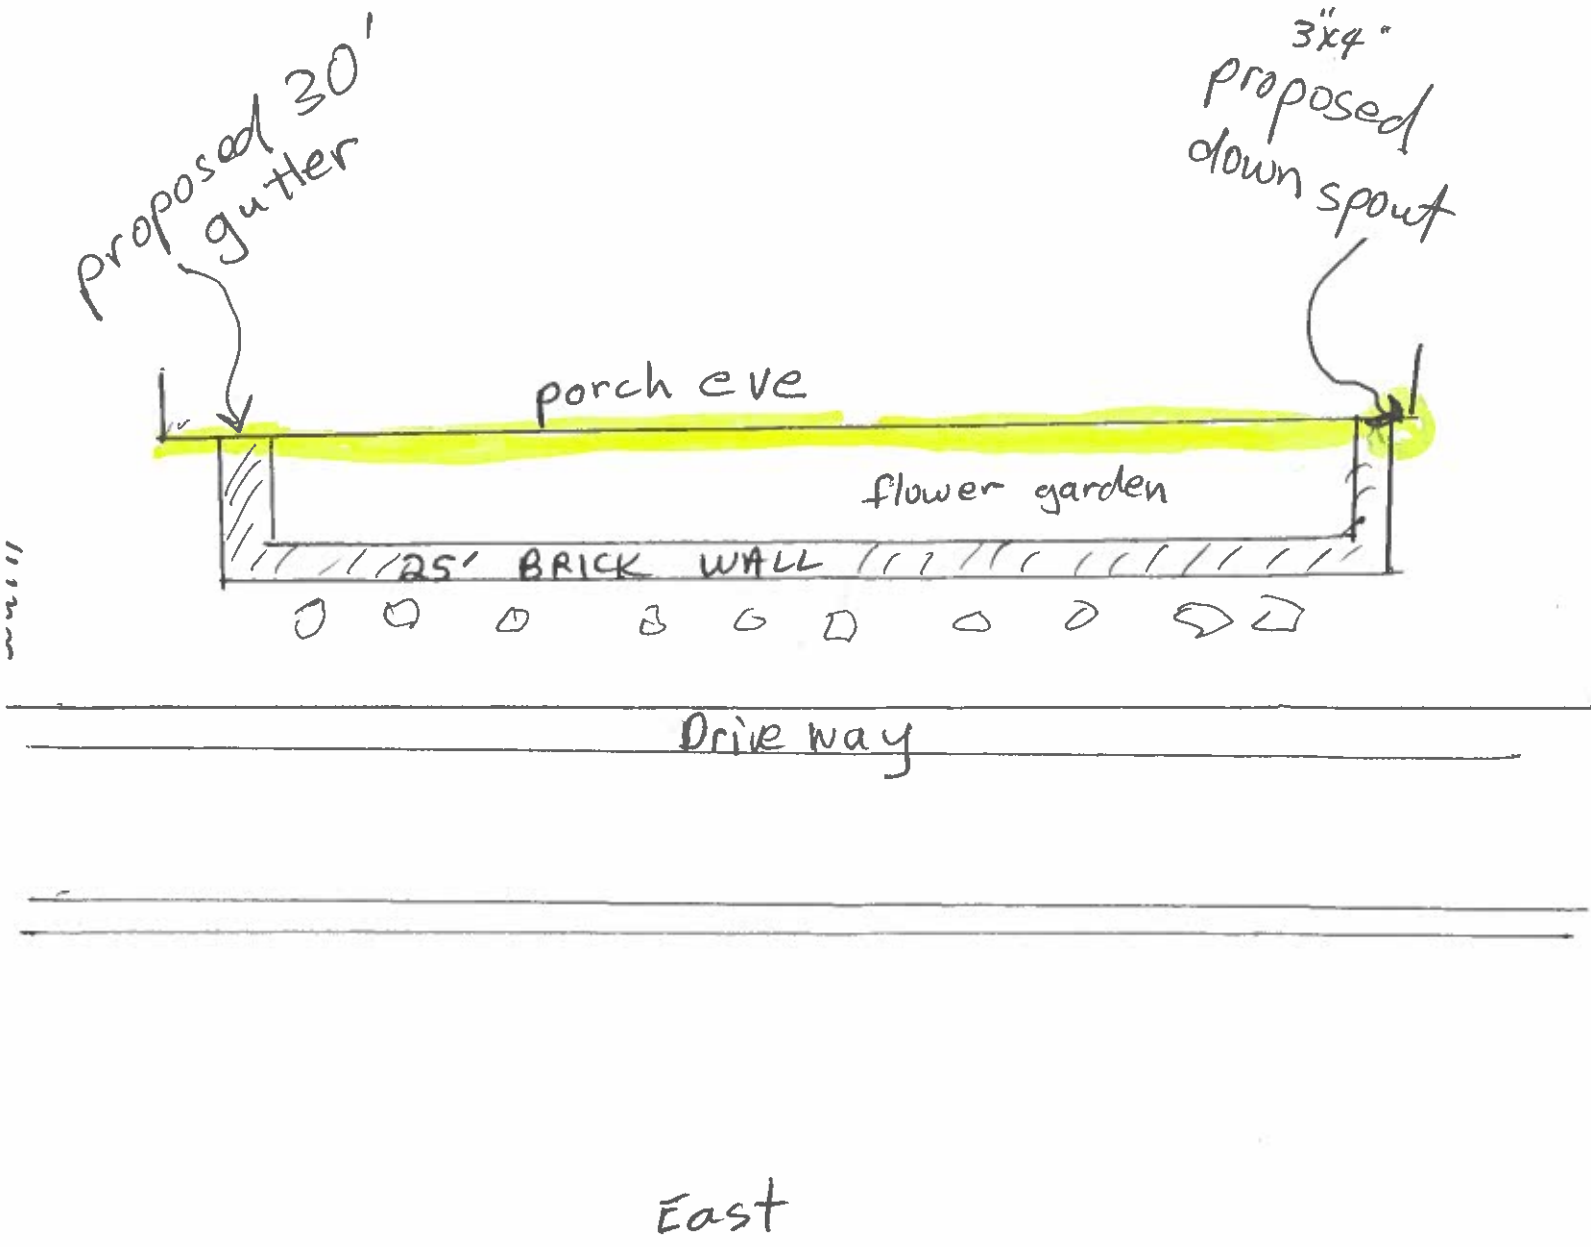 proposed 30'
gutter
3"x4"
proposed
down spout
porch eve
flower garden
25' BRICK WALL
Drive way
East